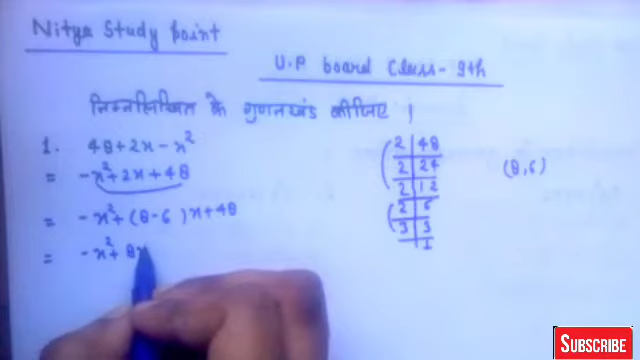 Nitya Study point
U.P board Class- 9th
निम्नलिखित के गुणनखंड कीजिए ।
1. 48+2x-x²
= -x²+2x+48
= -x²+(8-6)x+48
= -x²+8x
2 | 48
2 | 24
2 | 12
2 | 6
3 | 3
1
(8,6)
SUBSCRIBE